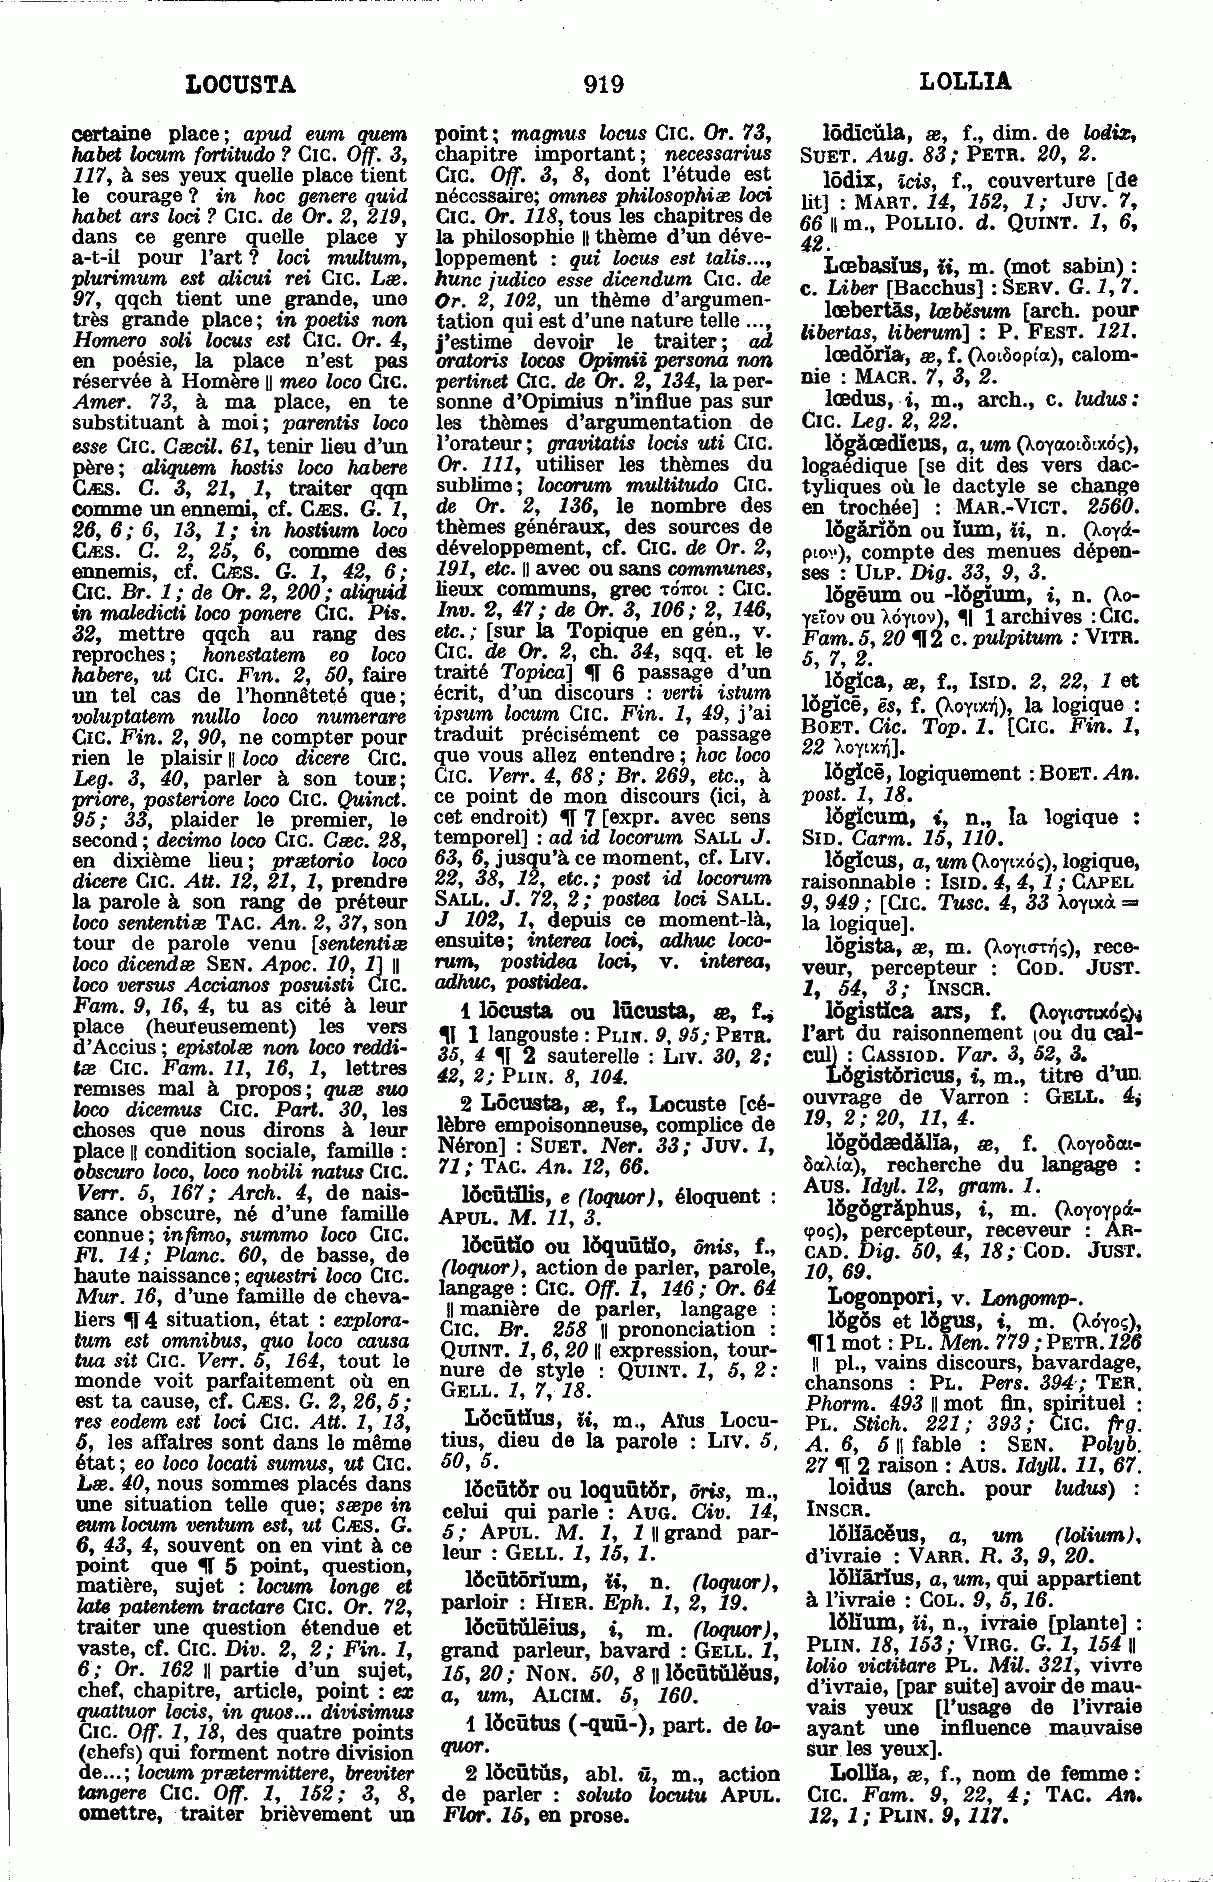 LOCUSTA
919
LOLLIA
certaine place; apud eum quem
habet locum fortitudo? CIC. Off. 3,
117, à ses yeux quelle place tient
le courage? in hoc genere quid
habet ars loci? CIC. de Or. 2, 219,
dans ce genre quelle place y
a-t-il pour l'art? loci multum,
plurimum est alicui rei CIC. Læ.
97, qqch tient une grande, une
très grande place; in poetis non
Homero soli locus est CIC. Or. 4,
en poésie, la place n'est pas
réservée à Homère || meo loco CIC.
Amer. 73, à ma place, en te
substituant à moi; parentis loco
esse CIC. Cæcil. 61, tenir lieu d'un
père; aliquem hostis loco habere
CÆS. C. 3, 21, 1, traiter qqn
comme un ennemi, cf. CÆS. G. 1,
26, 6; 6, 13, 1; in hostium loco
CÆS. C. 2, 25, 6, comme des
ennemis, cf. CÆS. G. 1, 42, 6;
CIC. Br. 1; de Or. 2, 200; aliquid
in maledicti loco ponere CIC. Pis.
32, mettre qqch au rang des
reproches; honestatem eo loco
habere, ut CIC. Fin. 2, 50, faire
un tel cas de l'honnêteté que;
voluptatem nullo loco numerare
CIC. Fin. 2, 90, ne compter pour
rien le plaisir || loco dicere CIC.
Leg. 3, 40, parler à son tour;
priore, posteriore loco CIC. Quinct.
95; 33, plaider le premier, le
second; decimo loco CIC. Cæc. 28,
en dixième lieu; prætorio loco
dicere CIC. Att. 12, 21, 1, prendre
la parole à son rang de préteur
loco sententiæ TAC. An. 2, 37, son
tour de parole venu [sententiæ
loco dicendæ SEN. Apoc. 10, 1] ||
loco versus Accianos posuisti CIC.
Fam. 9, 16, 4, tu as cité à leur
place (heureusement) les vers
d'Accius; epistolæ non loco reddi-
tæ CIC. Fam. 11, 16, 1, lettres
remises mal à propos; quæ suo
loco dicemus CIC. Part. 30, les
choses que nous dirons à leur
place || condition sociale, famille :
obscuro loco, loco nobili natus CIC.
Verr. 5, 167; Arch. 4, de nais-
sance obscure, né d'une famille
connue; infimo, summo loco CIC.
Fl. 14; Planc. 60, de basse, de
haute naissance; equestri loco CIC.
Mur. 16, d'une famille de cheva-
liers ¶ 4 situation, état : explora-
tum est omnibus, quo loco causa
tua sit CIC. Verr. 5, 164, tout le
monde voit parfaitement où en
est ta cause, cf. CÆS. G. 2, 26, 5;
res eodem est loci CIC. Att. 1, 13,
5, les affaires sont dans le même
état; eo loco locati sumus, ut CIC.
Læ. 40, nous sommes placés dans
une situation telle que; sæpe in
eum locum ventum est, ut CÆS. G.
6, 43, 4, souvent on en vint à ce
point que ¶ 5 point, question,
matière, sujet : locum longe et
late patentem tractare CIC. Or. 72,
traiter une question étendue et
vaste, cf. CIC. Div. 2, 2; Fin. 1,
6; Or. 162 || partie d'un sujet,
chef, chapitre, article, point : ex
quattuor locis, in quos... divisimus
CIC. Off. 1, 18, des quatre points
(chefs) qui forment notre division
de...; locum prætermittere, breviter
tangere CIC. Off. 1, 152; 3, 8,
omettre, traiter brièvement un
point; magnus locus CIC. Or. 73,
chapitre important; necessarius
CIC. Off. 3, 8, dont l'étude est
nécessaire; omnes philosophiæ loci
CIC. Or. 118, tous les chapitres de
la philosophie || thème d'un déve-
loppement : qui locus est talis...,
hunc judico esse dicendum CIC. de
Or. 2, 102, un thème d'argumen-
tation qui est d'une nature telle ...,
j'estime devoir le traiter; ad
oratoris locos Opimii persona non
pertinet CIC. de Or. 2, 134, la per-
sonne d'Opimius n'influe pas sur
les thèmes d'argumentation de
l'orateur; gravitatis locis uti CIC.
Or. 111, utiliser les thèmes du
sublime; locorum multitudo CIC.
de Or. 2, 136, le nombre des
thèmes généraux, des sources de
développement, cf. CIC. de Or. 2,
191, etc. || avec ou sans communes,
lieux communs, grec τόποι : CIC.
Inv. 2, 47; de Or. 3, 106; 2, 146,
etc.; [sur la Topique en gén., v.
CIC. de Or. 2, ch. 34, sqq. et le
traité Topica] ¶ 6 passage d'un
écrit, d'un discours : verti istum
ipsum locum CIC. Fin. 1, 49, j'ai
traduit précisément ce passage
que vous allez entendre; hoc loco
CIC. Verr. 4, 68; Br. 269, etc., à
ce point de mon discours (ici, à
cet endroit) ¶ 7 [expr. avec sens
temporel] : ad id locorum SALL J.
63, 6, jusqu'à ce moment, cf. LIV.
22, 38, 12, etc.; post id locorum
SALL. J. 72, 2; postea loci SALL.
J 102, 1, depuis ce moment-là,
ensuite; interea loci, adhuc loco-
rum, postidea loci, v. interea,
adhuc, postidea.
1 lōcusta ou lūcusta, æ, f.,
¶ 1 langouste : PLIN. 9, 95; PETR.
35, 4 ¶ 2 sauterelle : LIV. 30, 2;
42, 2; PLIN. 8, 104.
2 Lōcusta, æ, f., Locuste [cé-
lèbre empoisonneuse, complice de
Néron] : SUET. Ner. 33; JUV. 1,
71; TAC. An. 12, 66.
lŏcūtĭlis, e (loquor), éloquent :
APUL. M. 11, 3.
lŏcūtĭo ou lŏquūtĭo, ōnis, f.,
(loquor), action de parler, parole,
langage : CIC. Off. 1, 146; Or. 64
|| manière de parler, langage :
CIC. Br. 258 || prononciation :
QUINT. 1, 6, 20 || expression, tour-
nure de style : QUINT. 1, 5, 2 :
GELL. 1, 7, 18.
Lŏcūtĭus, ĭi, m., Aĭus Locu-
tius, dieu de la parole : LIV. 5,
50, 5.
lŏcūtŏr ou loquūtŏr, ōris, m.,
celui qui parle : AUG. Civ. 14,
5; APUL. M. 1, 1 || grand par-
leur : GELL. 1, 15, 1.
lŏcūtōrĭum, ĭi, n. (loquor),
parloir : HIER. Eph. 1, 2, 19.
lŏcūtŭlēius, i, m. (loquor),
grand parleur, bavard : GELL. 1,
15, 20; NON. 50, 8 || lŏcūtŭlĕus,
a, um, ALCIM. 5, 160.
1 lŏcūtus (-quū-), part. de lo-
quor.
2 lŏcūtŭs, abl. ū, m., action
de parler : soluto locutu APUL.
Flor. 15, en prose.
lōdīcŭla, æ, f., dim. de lodix,
SUET. Aug. 83; PETR. 20, 2.
lōdix, īcis, f., couverture [de
lit] : MART. 14, 152, 1; JUV. 7,
66 || m., POLLIO. d. QUINT. 1, 6,
42.
Lœbasĭus, ĭi, m. (mot sabin) :
c. Liber [Bacchus] : SERV. G. 1, 7.
lœbertās, lœbĕsum [arch. pour
libertas, liberum] : P. FEST. 121.
lœdŏrĭa, æ, f. (λοιδορία), calom-
nie : MACR. 7, 3, 2.
lœdus, i, m., arch., c. ludus :
CIC. Leg. 2, 22.
lŏgăœdĭcus, a, um (λογαοιδικός),
logaédique [se dit des vers dac-
tyliques où le dactyle se change
en trochée] : MAR.-VICT. 2560.
lŏgărĭŏn ou ĭum, ĭi, n. (λογά-
ριον), compte des menues dépen-
ses : ULP. Dig. 33, 9, 3.
lŏgēum ou -lŏgĭum, i, n. (λο-
γεῖον ou λόγιον), ¶ 1 archives : CIC.
Fam. 5, 20 ¶ 2 c. pulpitum : VITR.
5, 7, 2.
lŏgĭca, æ, f., ISID. 2, 22, 1 et
lŏgĭcē, ēs, f. (λογική), la logique :
BOET. Cic. Top. 1. [CIC. Fin. 1,
22 λογική].
lŏgĭcē, logiquement : BOET. An.
post. 1, 18.
lŏgĭcum, i, n., la logique :
SID. Carm. 15, 110.
lŏgĭcus, a, um (λογικός), logique,
raisonnable : ISID. 4, 4, 1; CAPEL
9, 949; [CIC. Tusc. 4, 33 λογικὰ =
la logique].
lŏgista, æ, m. (λογιστής), rece-
veur, percepteur : COD. JUST.
1, 54, 3; INSCR.
lŏgistĭca ars, f. (λογιστικός),
l'art du raisonnement (ou du cal-
cul) : CASSIOD. Var. 3, 52, 3.
Lŏgistŏricus, i, m., titre d'un
ouvrage de Varron : GELL. 4,
19, 2; 20, 11, 4.
lŏgŏdædălĭa, æ, f. (λογοδαι-
δαλία), recherche du langage :
AUS. Idyl. 12, gram. 1.
lŏgŏgrăphus, i, m. (λογογρά-
φος), percepteur, receveur : AR-
CAD. Dig. 50, 4, 18; COD. JUST.
10, 69.
Logonpori, v. Longomp-.
lŏgŏs et lŏgus, i, m. (λόγος),
¶ 1 mot : PL. Men. 779; PETR. 126
|| pl., vains discours, bavardage,
chansons : PL. Pers. 394; TER.
Phorm. 493 || mot fin, spirituel :
PL. Stich. 221; 393; CIC. frg.
A. 6, 5 || fable : SEN. Polyb.
27 ¶ 2 raison : AUS. Idyll. 11, 67.
loidus (arch. pour ludus) :
INSCR.
lŏlĭācĕus, a, um (lolium),
d'ivraie : VARR. R. 3, 9, 20.
lŏlĭārĭus, a, um, qui appartient
à l'ivraie : COL. 9, 5, 16.
lŏlĭum, ĭi, n., ivraie [plante] :
PLIN. 18, 153; VIRG. G. 1, 154 ||
lolio victitare PL. Mil. 321, vivre
d'ivraie, [par suite] avoir de mau-
vais yeux [l'usage de l'ivraie
ayant une influence mauvaise
sur les yeux].
Lollĭa, æ, f., nom de femme :
CIC. Fam. 9, 22, 4; TAC. An.
12, 1; PLIN. 9, 117.